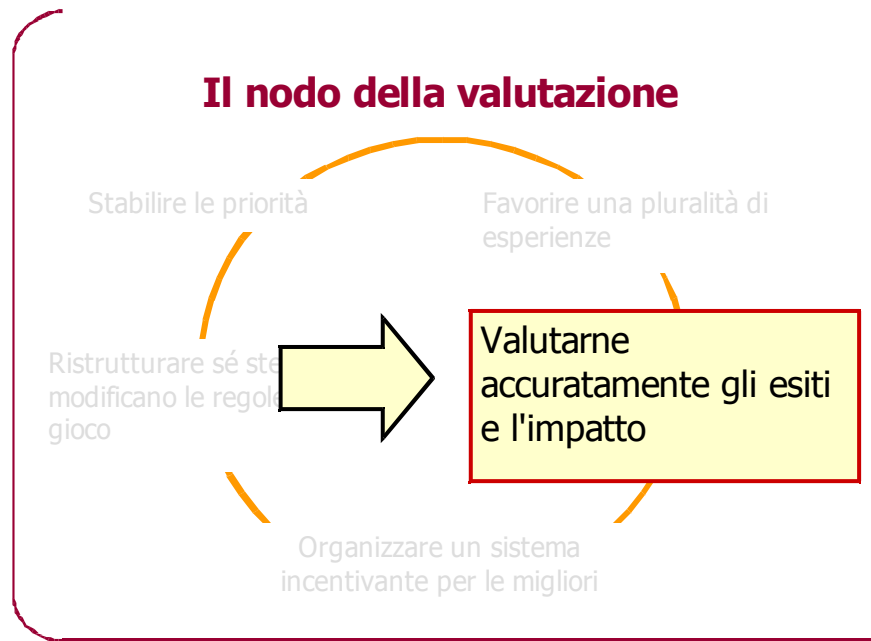 Il nodo della valutazione
Stabilire le priorità
Favorire una pluralità di
esperienze
Valutarne
accuratamente gli esiti
e l'impatto
Ristrutturare sé
modificano le regole
gioco
Organizzare un sistema
incentivante per le migliori